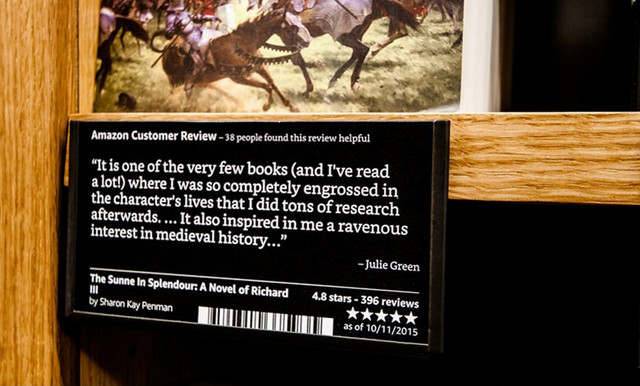 Amazon Customer Review – 38 people found this review helpful
“It is one of the very few books (and I've read
a lot!) where I was so completely engrossed in
the character's lives that I did tons of research
afterwards. ... It also inspired in me a ravenous
interest in medieval history...”
– Julie Green
The Sunne In Splendour: A Novel of Richard
III
by Sharon Kay Penman
4.8 stars - 396 reviews
★★★★★
as of 10/11/2015